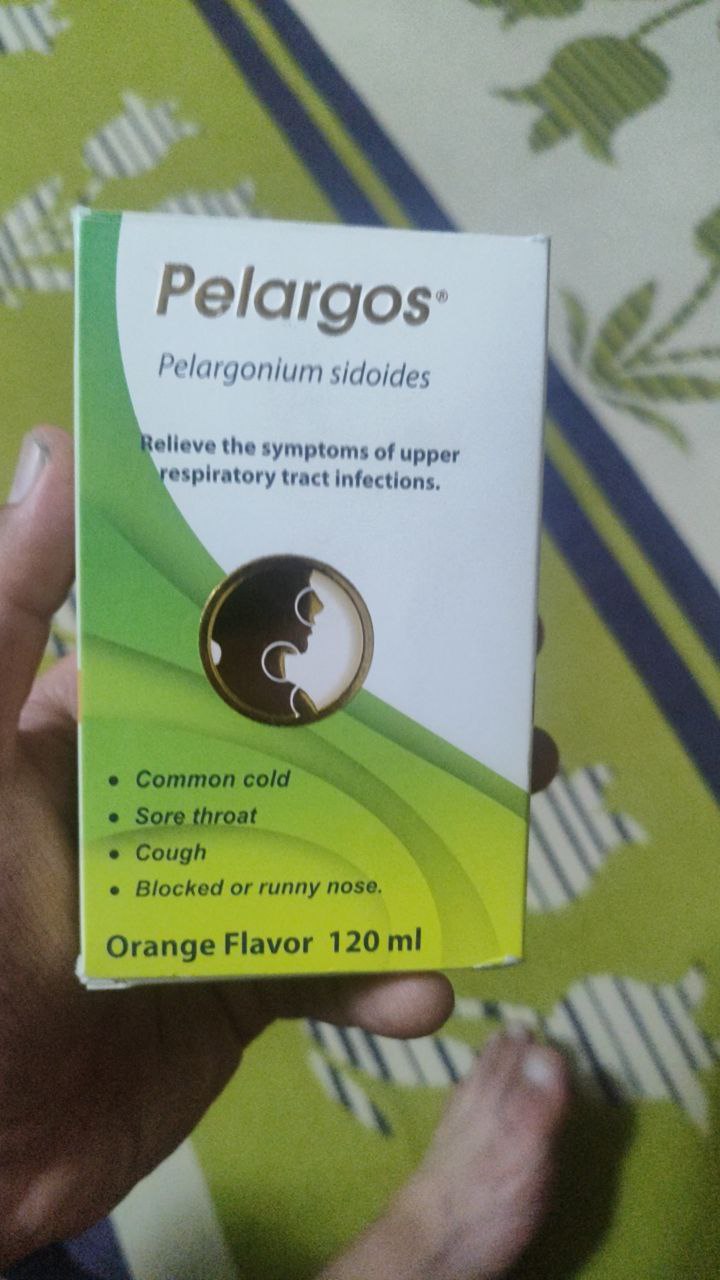 Pelargos®
Pelargonium sidoides
Relieve the symptoms of upper
respiratory tract infections.
• Common cold
• Sore throat
• Cough
• Blocked or runny nose.
Orange Flavor 120 ml